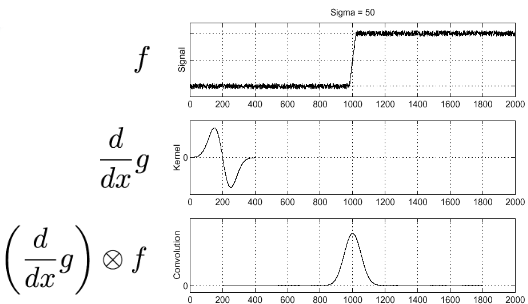 Sigma = 50
f
Signal
0 200 400 600 800 1000 1200 1400 1600 1800 2000
d/dx g
Kernel
0
0 200 400 600 800 1000 1200 1400 1600 1800 2000
(d/dx g) ⊗ f
Convolution
0
0 200 400 600 800 1000 1200 1400 1600 1800 2000